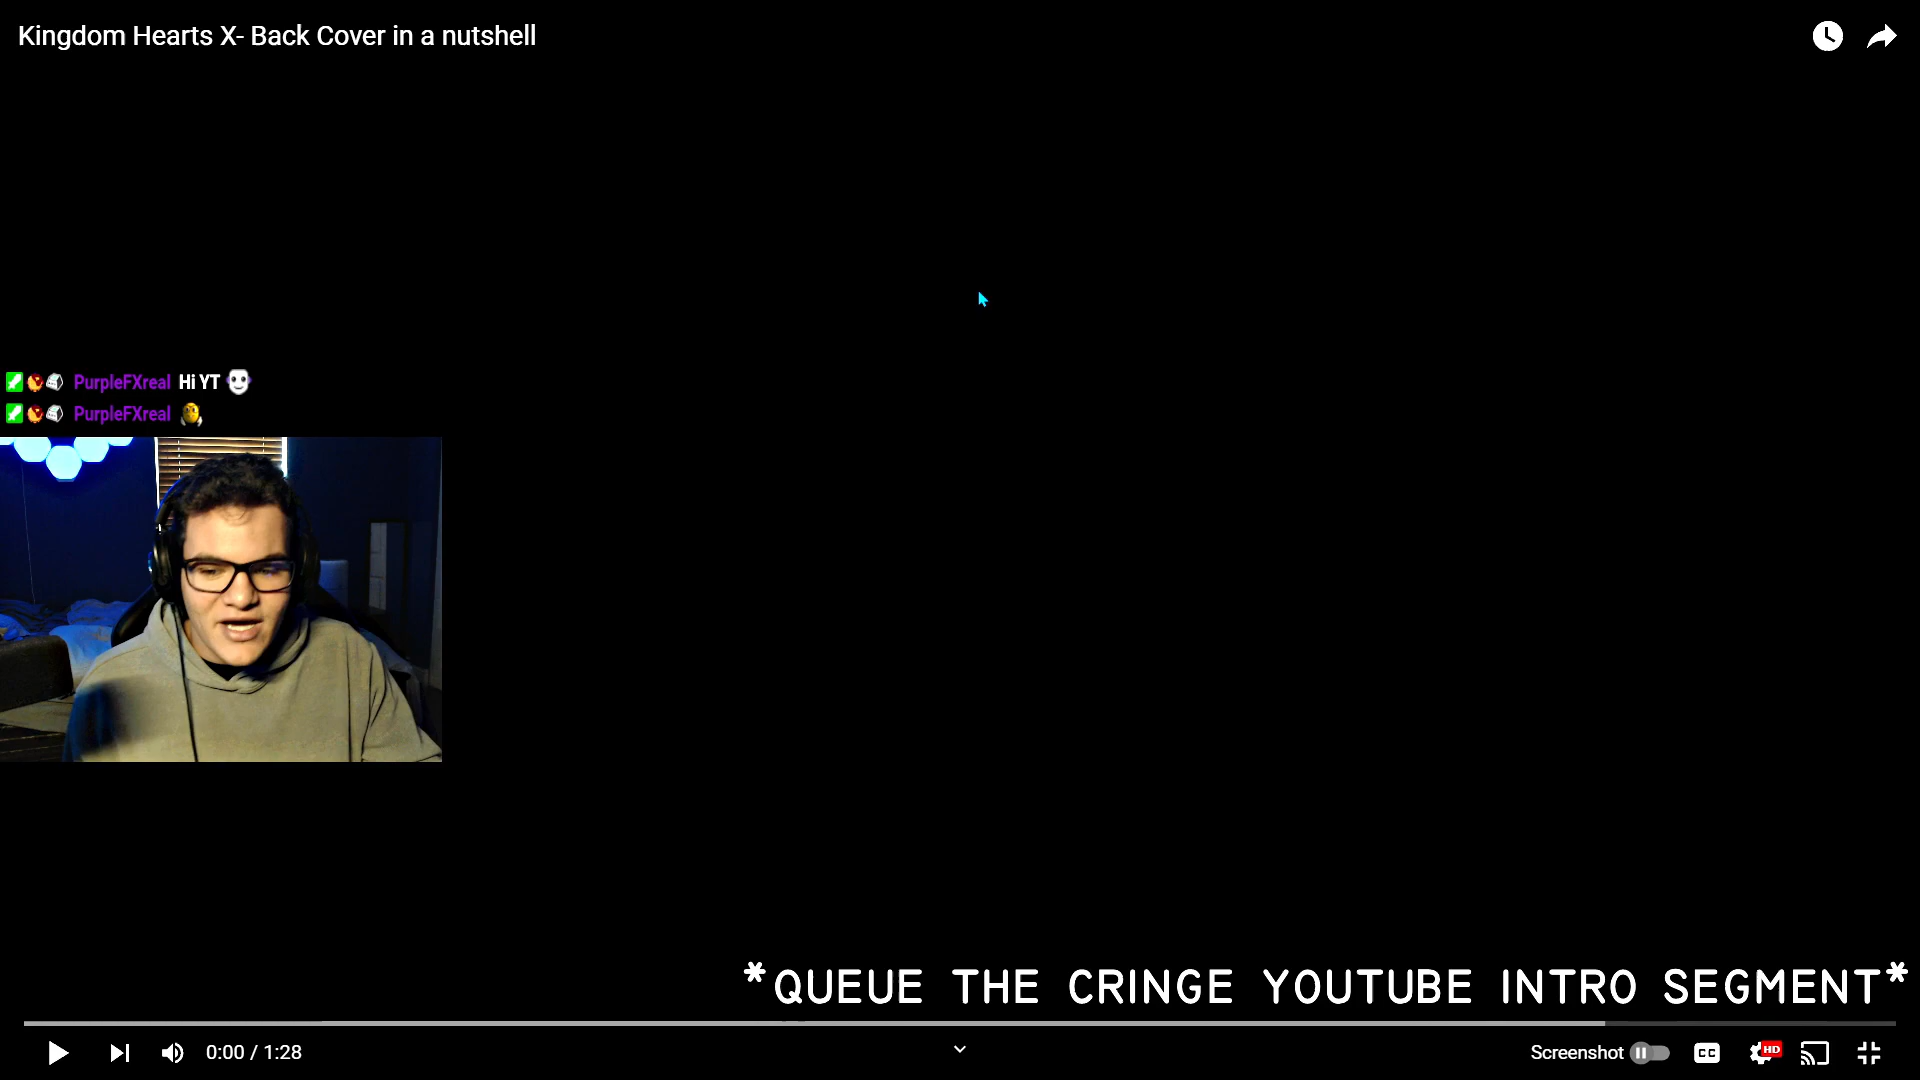 Kingdom Hearts X- Back Cover in a nutshell
PurpleFXreal Hi YT
PurpleFXreal
*QUEUE THE CRINGE YOUTUBE INTRO SEGMENT*
0:00 / 1:28
Screenshot
CC
HD